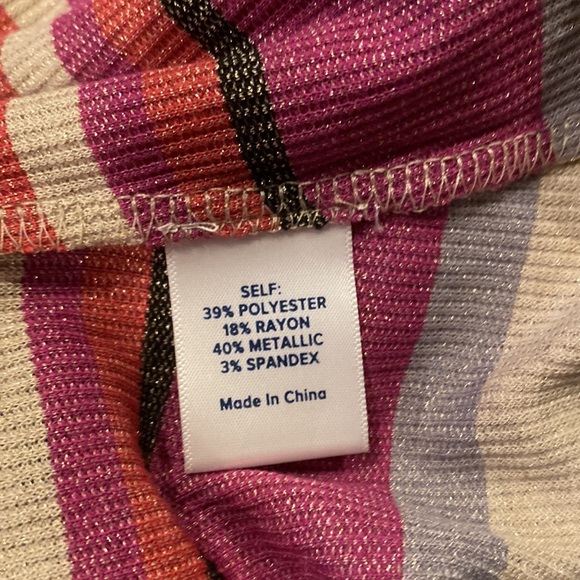 SELF:
39% POLYESTER
18% RAYON
40% METALLIC
3% SPANDEX
Made In China